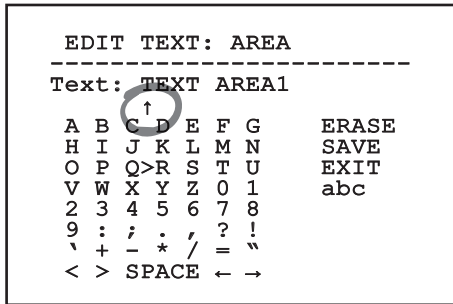 EDIT TEXT: AREA
------------------------
Text: TEXT AREA1
↑
A B C D E F G ERASE
H I J K L M N SAVE
O P Q>R S T U EXIT
V W X Y Z 0 1 abc
2 3 4 5 6 7 8
9 : ; . , ? !
‵ + - * / = ‶
< > SPACE ← →